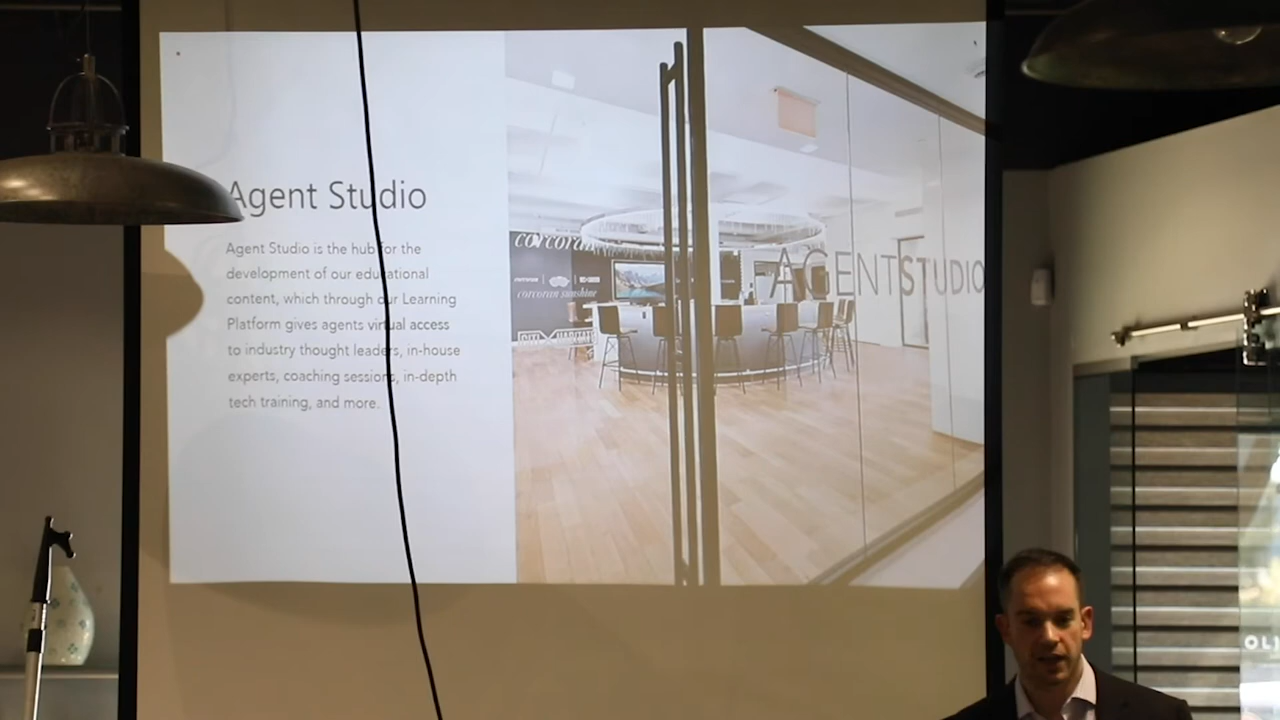 Agent Studio
Agent Studio is the hub for the
development of our educational
content, which through our Learning
Platform gives agents virtual access
to industry thought leaders, in-house
experts, coaching sessions, in-depth
tech training, and more.
corcoran
corcoran sunshine
AGENTSTUDIO